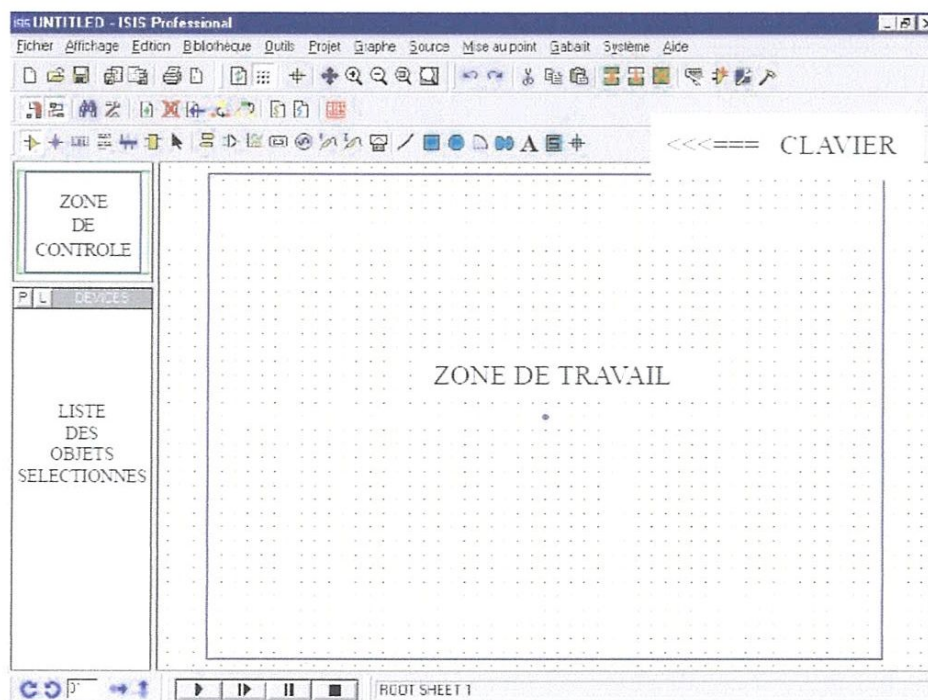 isis UNTITLED - ISIS Professional
Fichier Affichage Edition Bibliothèque Outils Projet Graphe Source Mise au point Gabarit Système Aide
<<<=== CLAVIER
ZONE
DE
CONTROLE
P L DEVICES
ZONE DE TRAVAIL
LISTE
DES
OBJETS
SELECTIONNES
ROOT SHEET 1